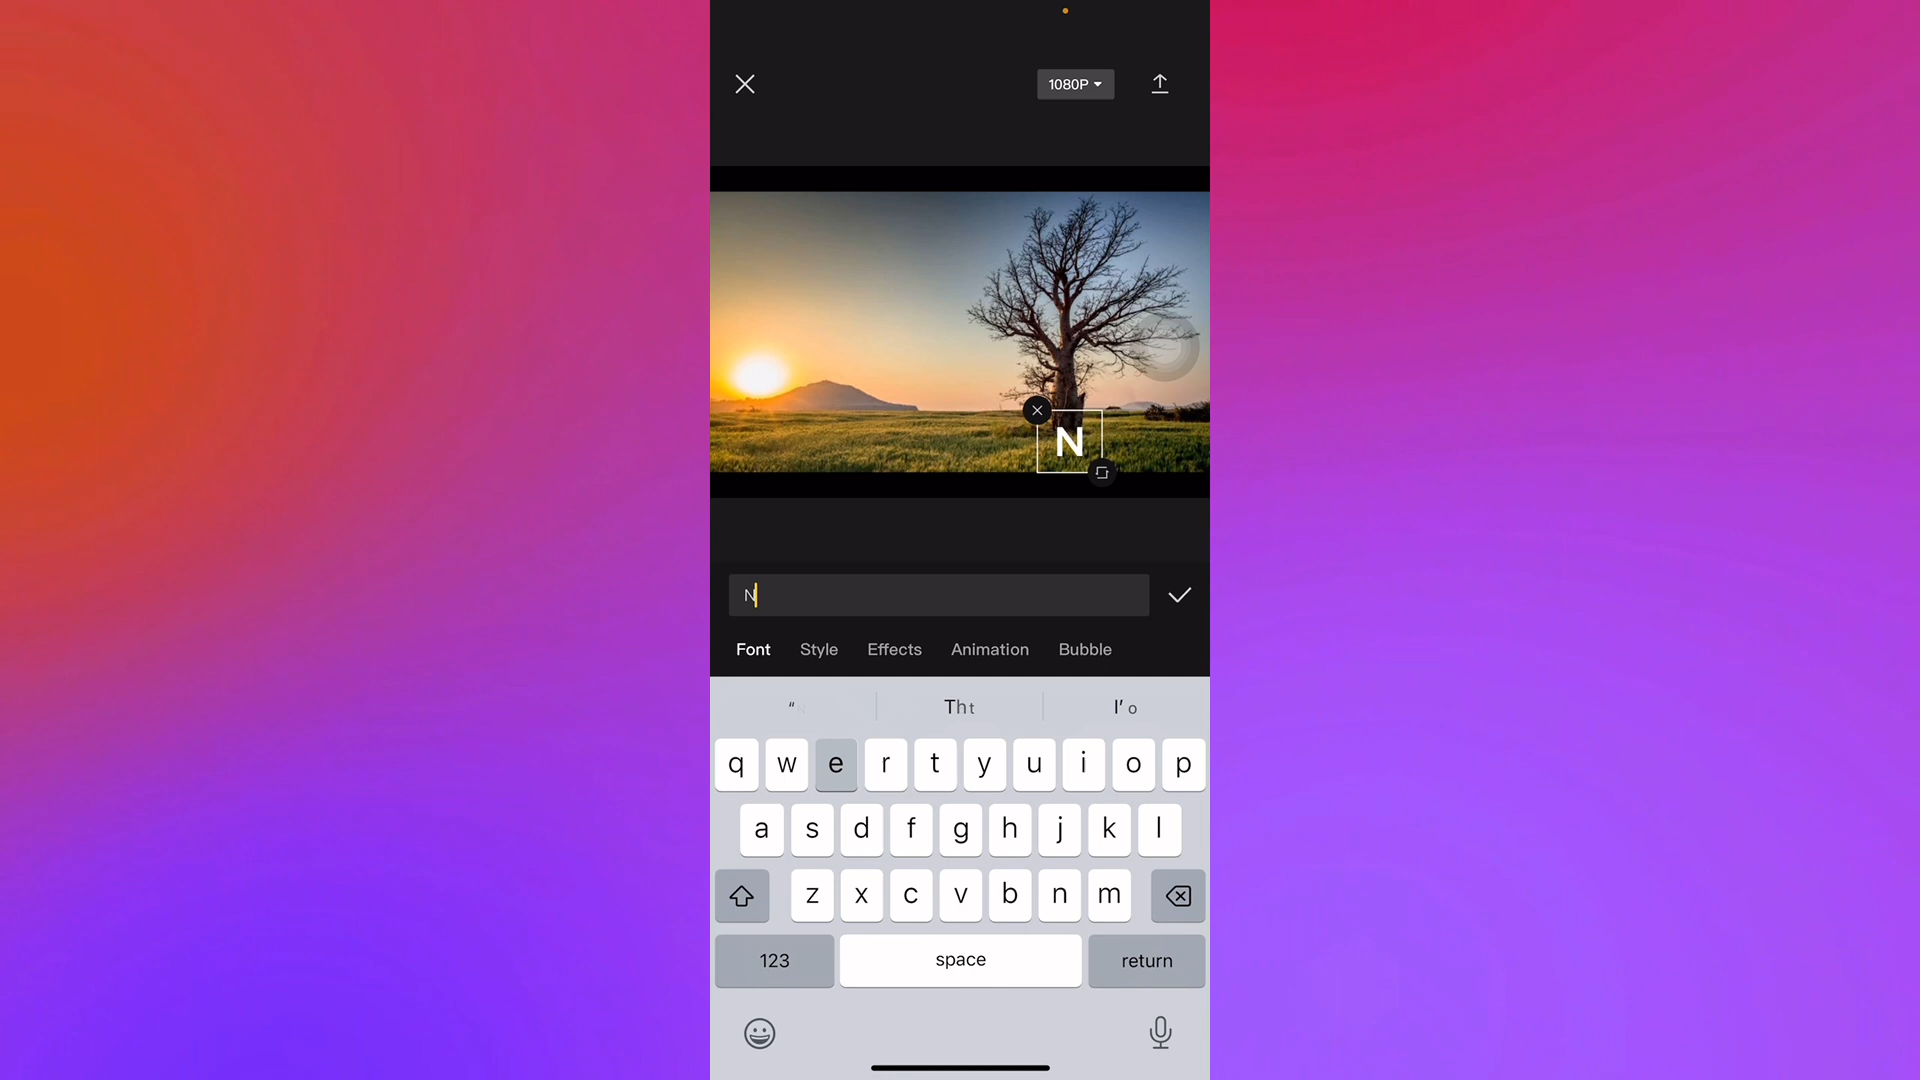 1080P
N
N
Font Style Effects Animation Bubble
" Tht I' o
q w e r t y u i o p
a s d f g h j k l
z x c v b n m
123 space return